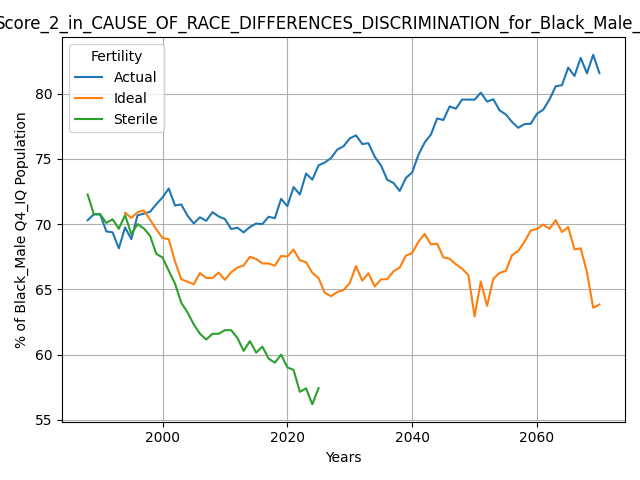 Score_2_in_CAUSE_OF_RACE_DIFFERENCES_DISCRIMINATION_for_Black_Male_
Fertility
Actual
Ideal
Sterile
% of Black_Male Q4_IQ Population
80
75
70
65
60
55
2000
2020
2040
2060
Years